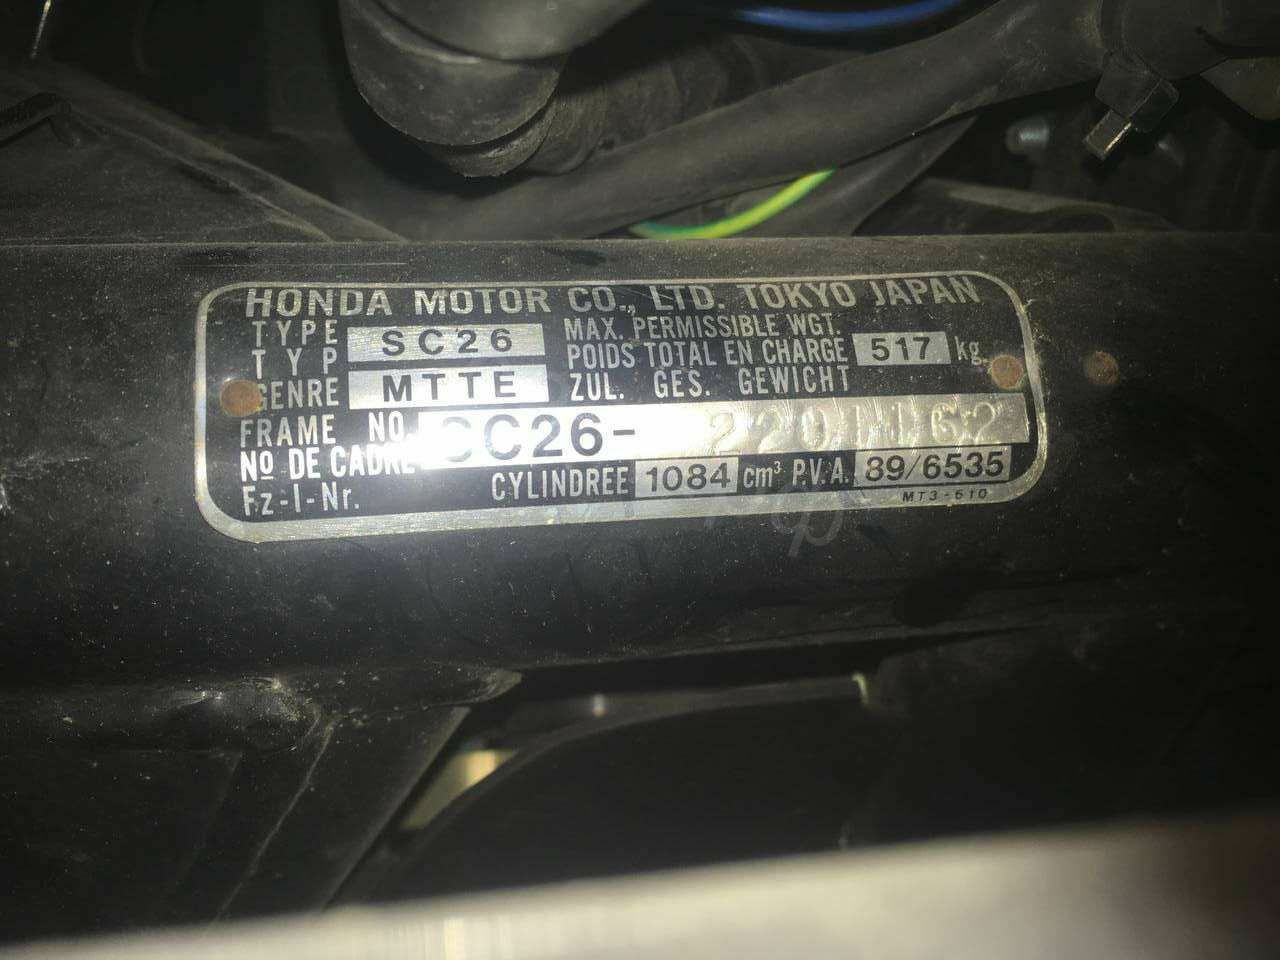 HONDA MOTOR CO., LTD. TOKYO JAPAN
TYPE
TYP
GENRE
SC26
MTTE
MAX. PERMISSIBLE WGT.
POIDS TOTAL EN CHARGE 517 kg
ZUL. GES. GEWICHT
FRAME NO.
Nº DE CADRE
Fz-I-Nr.
SC26-
CYLINDREE 1084 cm³ P.V.A. 89/6535
MT3-610